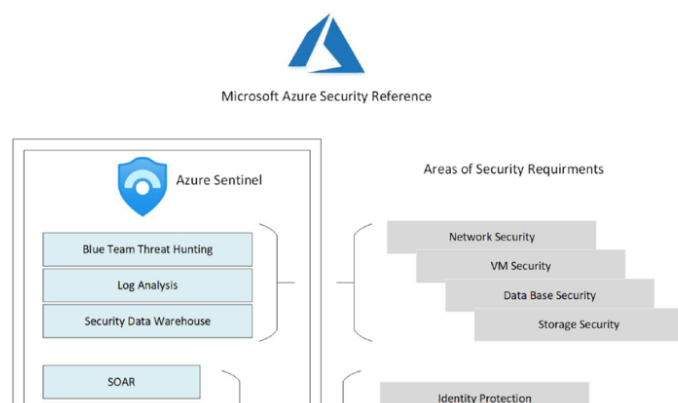 Microsoft Azure Security Reference
Azure Sentinel
Blue Team Threat Hunting
Log Analysis
Security Data Warehouse
SOAR
Areas of Security Requirments
Network Security
VM Security
Data Base Security
Storage Security
Identity Protection